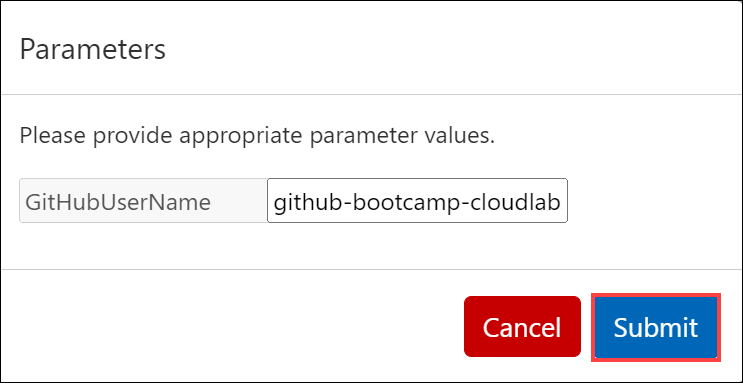 Parameters
Please provide appropriate parameter values.
GitHubUserName github-bootcamp-cloudlab
Cancel Submit